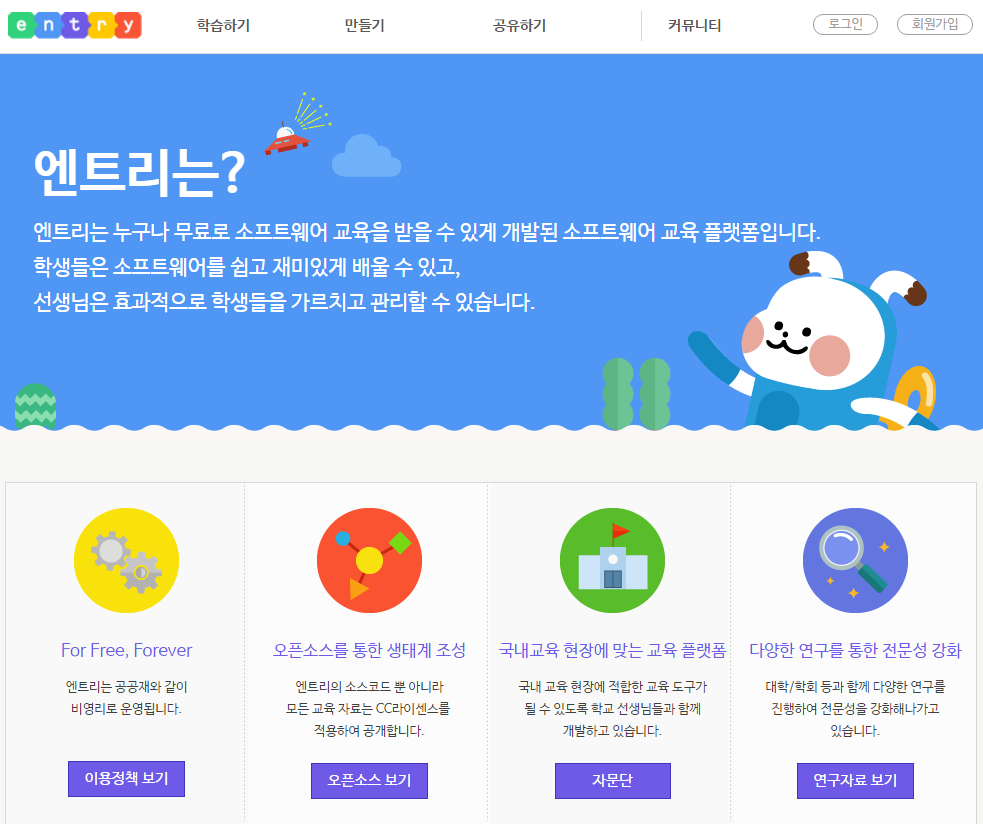 entry
학습하기
만들기
공유하기
커뮤니티
로그인
회원가입
엔트리는?
엔트리는 누구나 무료로 소프트웨어 교육을 받을 수 있게 개발된 소프트웨어 교육 플랫폼입니다.
학생들은 소프트웨어를 쉽고 재미있게 배울 수 있고,
선생님은 효과적으로 학생들을 가르치고 관리할 수 있습니다.
For Free, Forever
엔트리는 공공재와 같이
비영리로 운영됩니다.
이용정책 보기
오픈소스를 통한 생태계 조성
엔트리의 소스코드 뿐 아니라
모든 교육 자료는 CC라이센스를
적용하여 공개합니다.
오픈소스 보기
국내교육 현장에 맞는 교육 플랫폼
국내 교육 현장에 적합한 교육 도구가
될 수 있도록 학교 선생님들과 함께
개발하고 있습니다.
자문단
다양한 연구를 통한 전문성 강화
대학/학회 등과 함께 다양한 연구를
진행하여 전문성을 강화해나가고
있습니다.
연구자료 보기